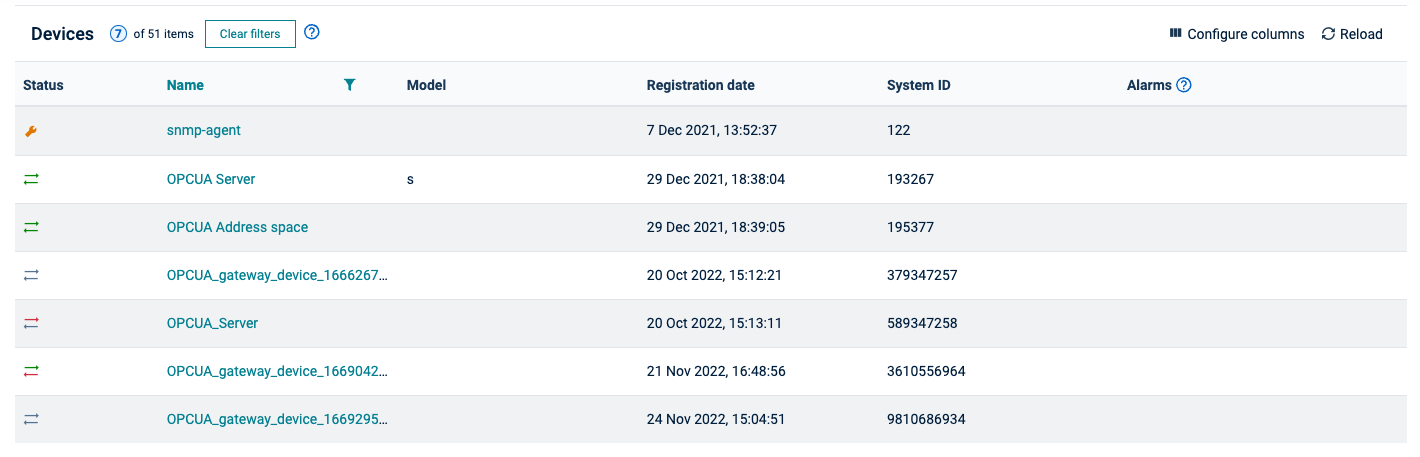 Devices 7 of 51 items Clear filters ? Configure columns Reload
Status Name Model Registration date System ID Alarms ?
snmp-agent 7 Dec 2021, 13:52:37 122
OPCUA Server s 29 Dec 2021, 18:38:04 193267
OPCUA Address space 29 Dec 2021, 18:39:05 195377
OPCUA_gateway_device_1666267... 20 Oct 2022, 15:12:21 379347257
OPCUA_Server 20 Oct 2022, 15:13:11 589347258
OPCUA_gateway_device_1669042... 21 Nov 2022, 16:48:56 3610556964
OPCUA_gateway_device_1669295... 24 Nov 2022, 15:04:51 9810686934